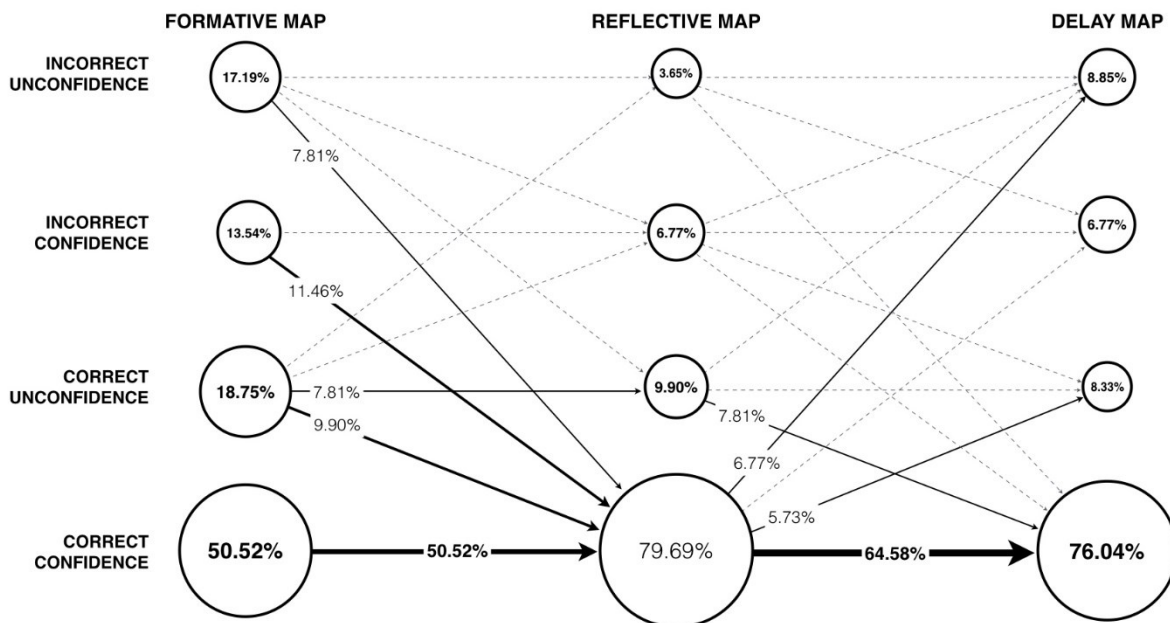 FORMATIVE MAP
REFLECTIVE MAP
DELAY MAP
INCORRECT
UNCONFIDENCE
17.19%
3.65%
8.85%
7.81%
INCORRECT
CONFIDENCE
13.54%
6.77%
6.77%
11.46%
CORRECT
UNCONFIDENCE
18.75%
7.81%
9.90%
8.33%
9.90%
7.81%
6.77%
5.73%
CORRECT
CONFIDENCE
50.52%
50.52%
79.69%
64.58%
76.04%